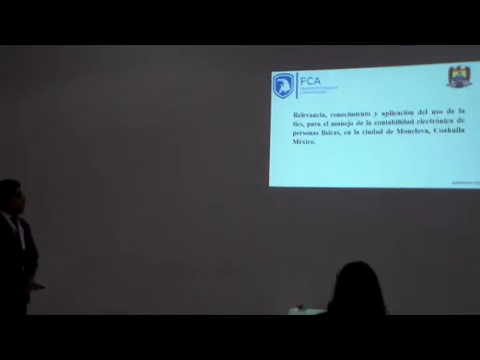 FCA
Relevancia, conocimiento y aplicación del uso de la
tics, para el manejo de la contabilidad electrónica de
personas físicas, en la ciudad de Monclova, Coahuila
México.